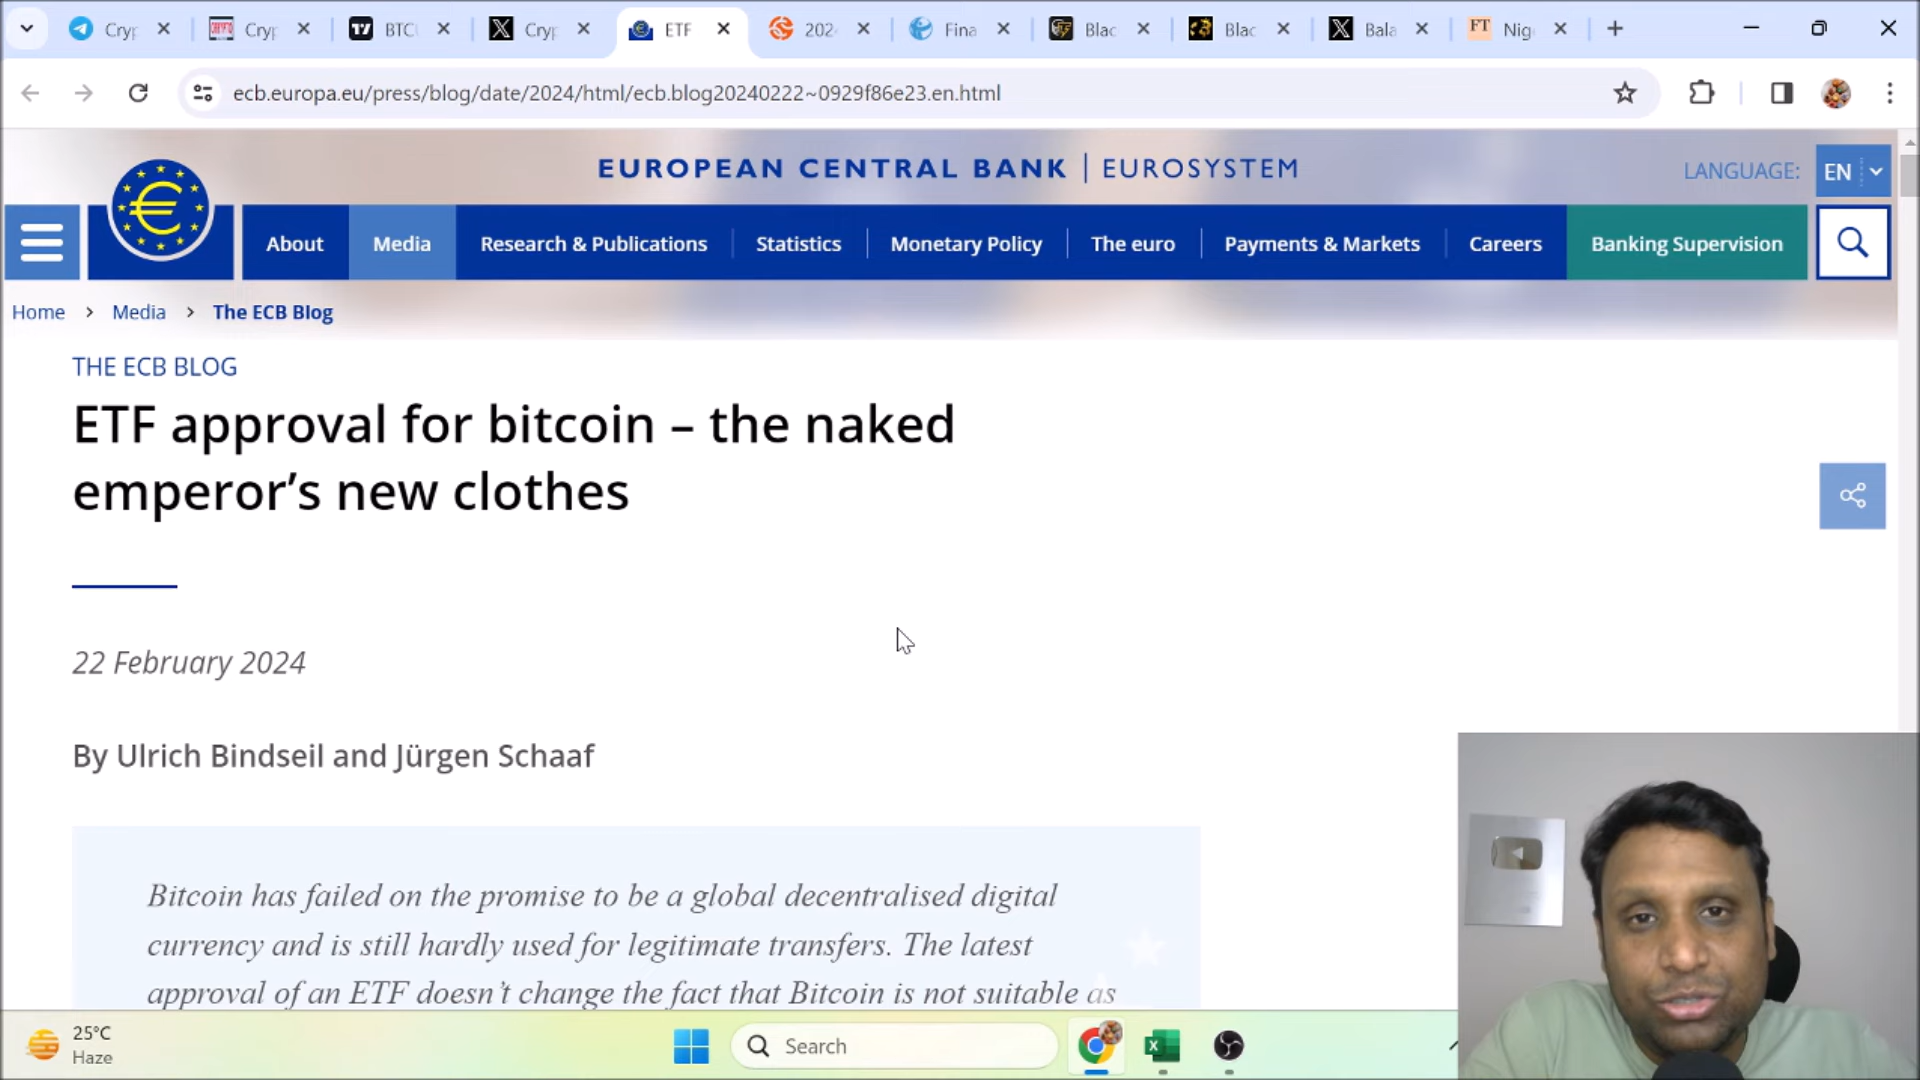 Cryp
Cryp
BTCU
Cryp
ETF
202
Fina
Blac
Blac
Bala
FT
Nig
ecb.europa.eu/press/blog/date/2024/html/ecb.blog20240222~0929f86e23.en.html
EUROPEAN CENTRAL BANK | EUROSYSTEM
LANGUAGE:
EN
About
Media
Research & Publications
Statistics
Monetary Policy
The euro
Payments & Markets
Careers
Banking Supervision
Home > Media > The ECB Blog
THE ECB BLOG
ETF approval for bitcoin – the naked
emperor’s new clothes
22 February 2024
By Ulrich Bindseil and Jürgen Schaaf
Bitcoin has failed on the promise to be a global decentralised digital
currency and is still hardly used for legitimate transfers. The latest
approval of an ETF doesn’t change the fact that Bitcoin is not suitable as
25°C
Haze
Search